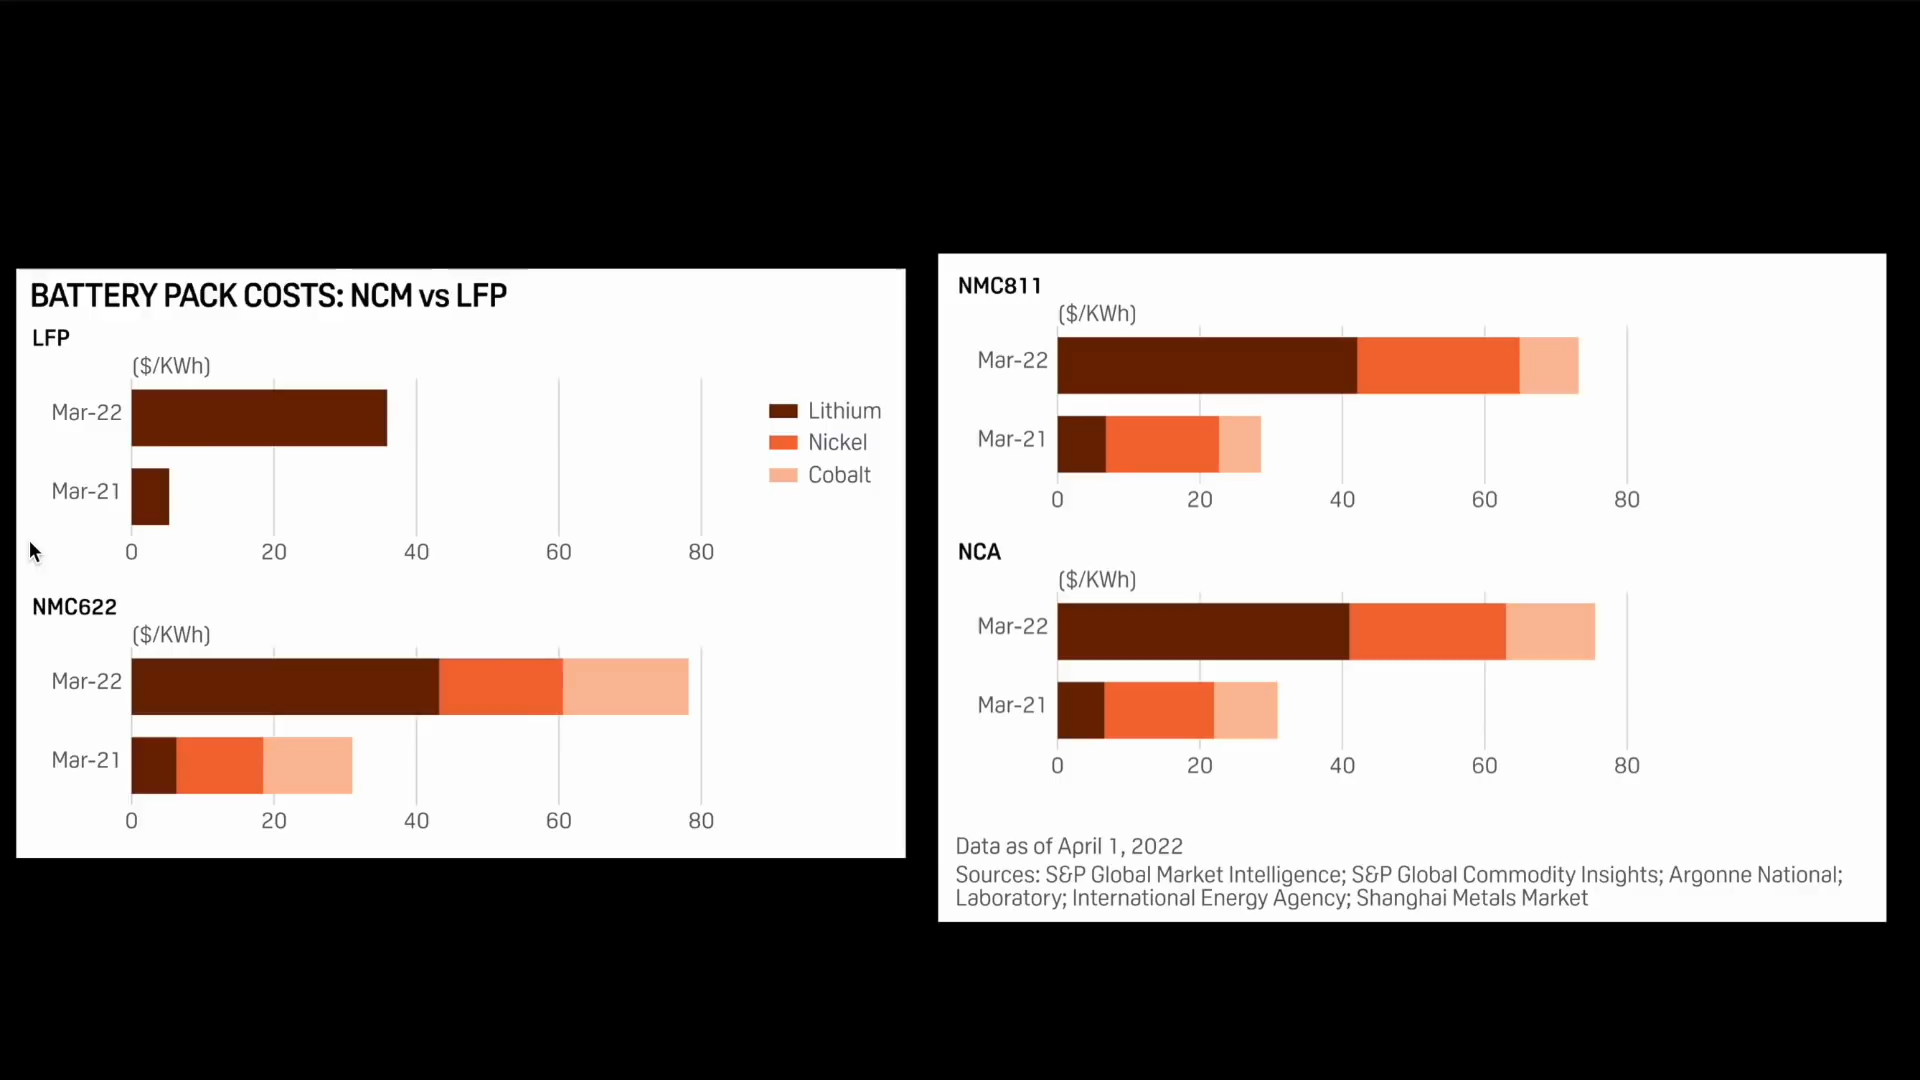 BATTERY PACK COSTS: NCM vs LFP
LFP
($/KWh)
Mar-22
Mar-21
0 20 40 60 80
Lithium
Nickel
Cobalt
NMC622
($/KWh)
Mar-22
Mar-21
0 20 40 60 80
NMC811
($/KWh)
Mar-22
Mar-21
0 20 40 60 80
NCA
($/KWh)
Mar-22
Mar-21
0 20 40 60 80
Data as of April 1, 2022
Sources: S&P Global Market Intelligence; S&P Global Commodity Insights; Argonne National;
Laboratory; International Energy Agency; Shanghai Metals Market